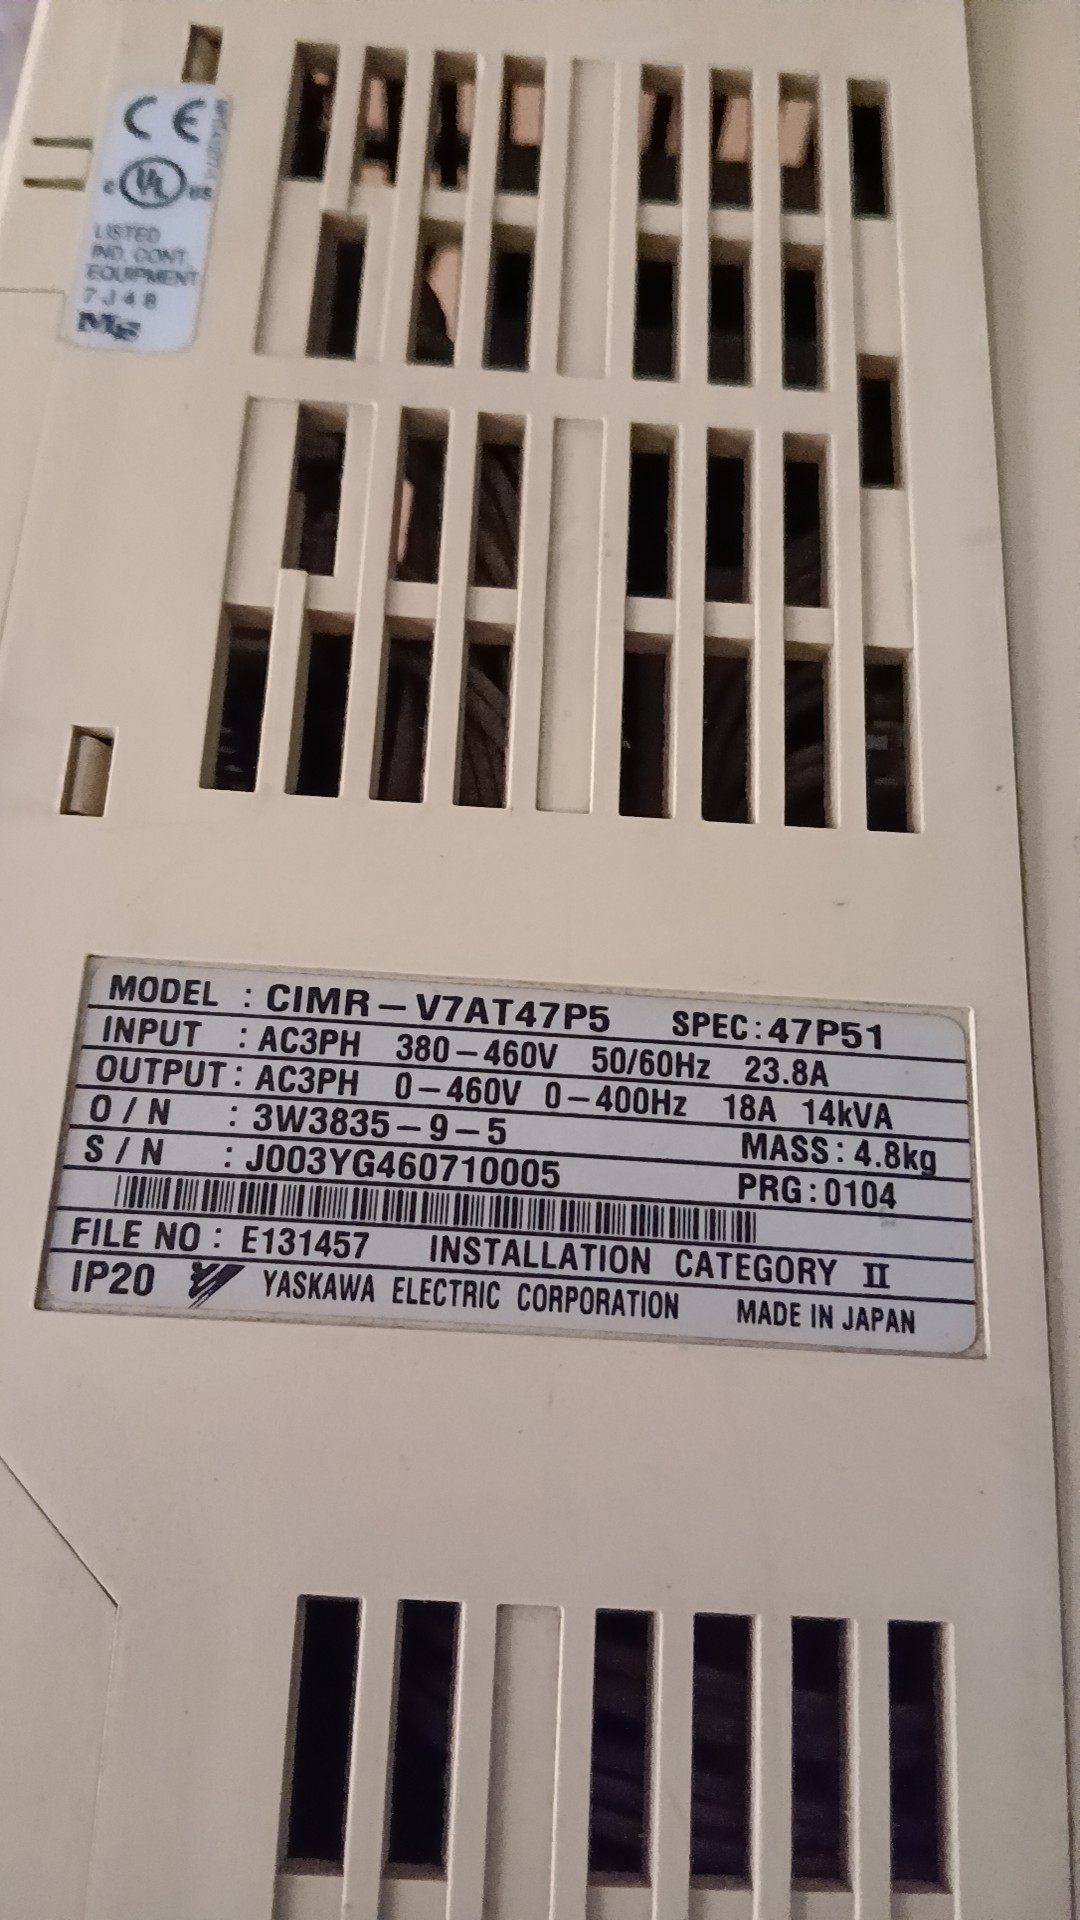 CE
c UL us
LISTED
IND. CONT.
EQUIPMENT
7J48
MODEL : CIMR-V7AT47P5 SPEC:47P51
INPUT : AC3PH 380-460V 50/60Hz 23.8A
OUTPUT: AC3PH 0-460V 0-400Hz 18A 14kVA
O/N : 3W3835-9-5 MASS: 4.8kg
S/N : J003YG460710005 PRG:0104
FILE NO : E131457 INSTALLATION CATEGORY II
IP20 YASKAWA ELECTRIC CORPORATION MADE IN JAPAN